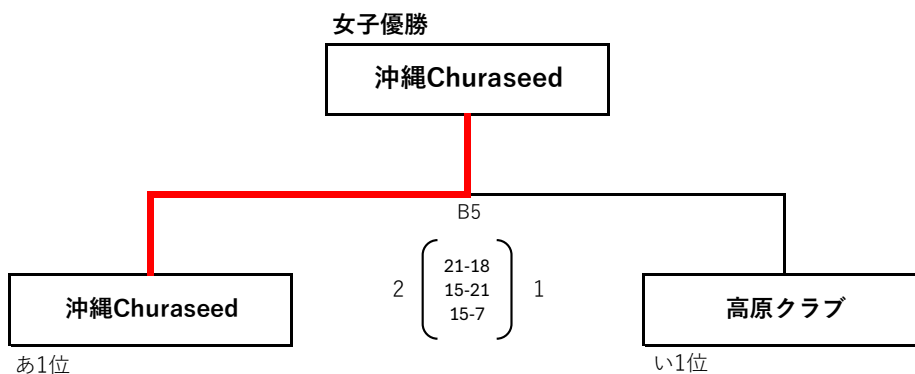 女子優勝
沖縄Churaseed
B5
21-18
2 15-21 1
15-7
沖縄Churaseed
高原クラブ
あ1位
い1位